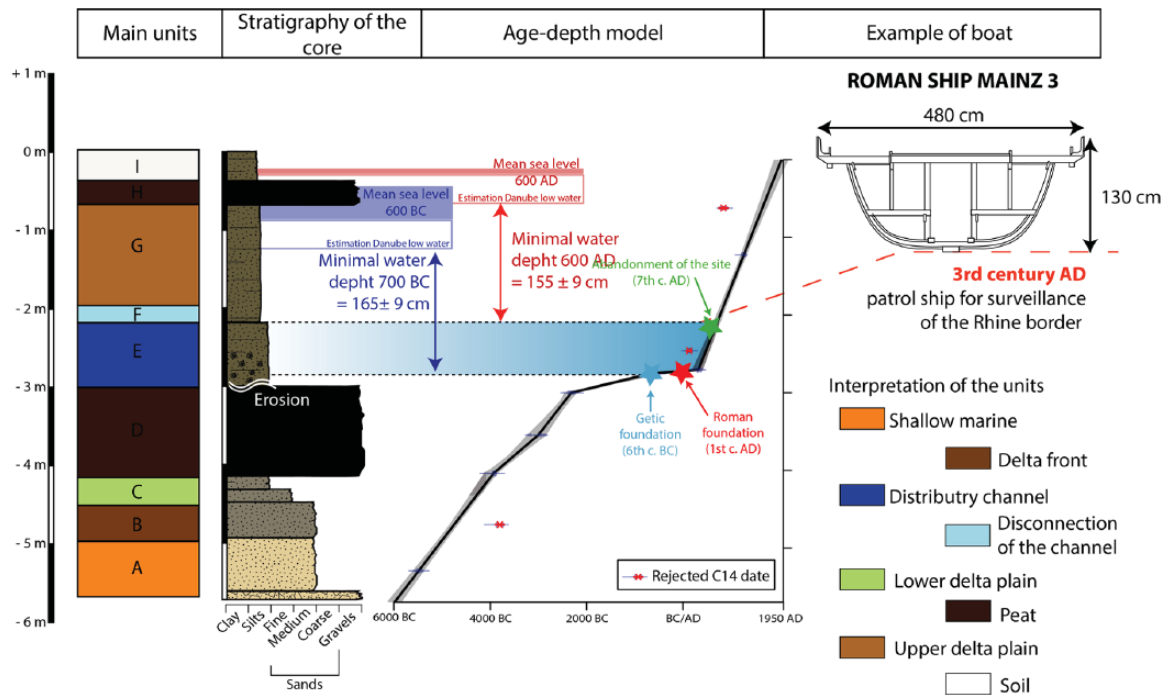 Main units
Stratigraphy of the
core
Age-depth model
Example of boat
+ 1 m
0 m
- 1 m
- 2 m
- 3 m
- 4 m
- 5 m
- 6 m
I
H
G
F
E
D
C
B
A
Erosion
Clay
Silts
Fine
Medium
Coarse
Gravels
Sands
Mean sea level
600 AD
Estimation Danube low water
Mean sea level
600 BC
Estimation Danube low water
Minimal water
depht 700 BC
= 165± 9 cm
Minimal water
depht 600 AD
= 155 ± 9 cm
Abandonment of the site
(7th c. AD)
Getic
foundation
(6th c. BC)
Roman
foundation
(1st c. AD)
Rejected C14 date
6000 BC
4000 BC
2000 BC
BC/AD
1950 AD
ROMAN SHIP MAINZ 3
480 cm
130 cm
3rd century AD
patrol ship for surveillance
of the Rhine border
Interpretation of the units
Shallow marine
Delta front
Distributry channel
Disconnection
of the channel
Lower delta plain
Peat
Upper delta plain
Soil